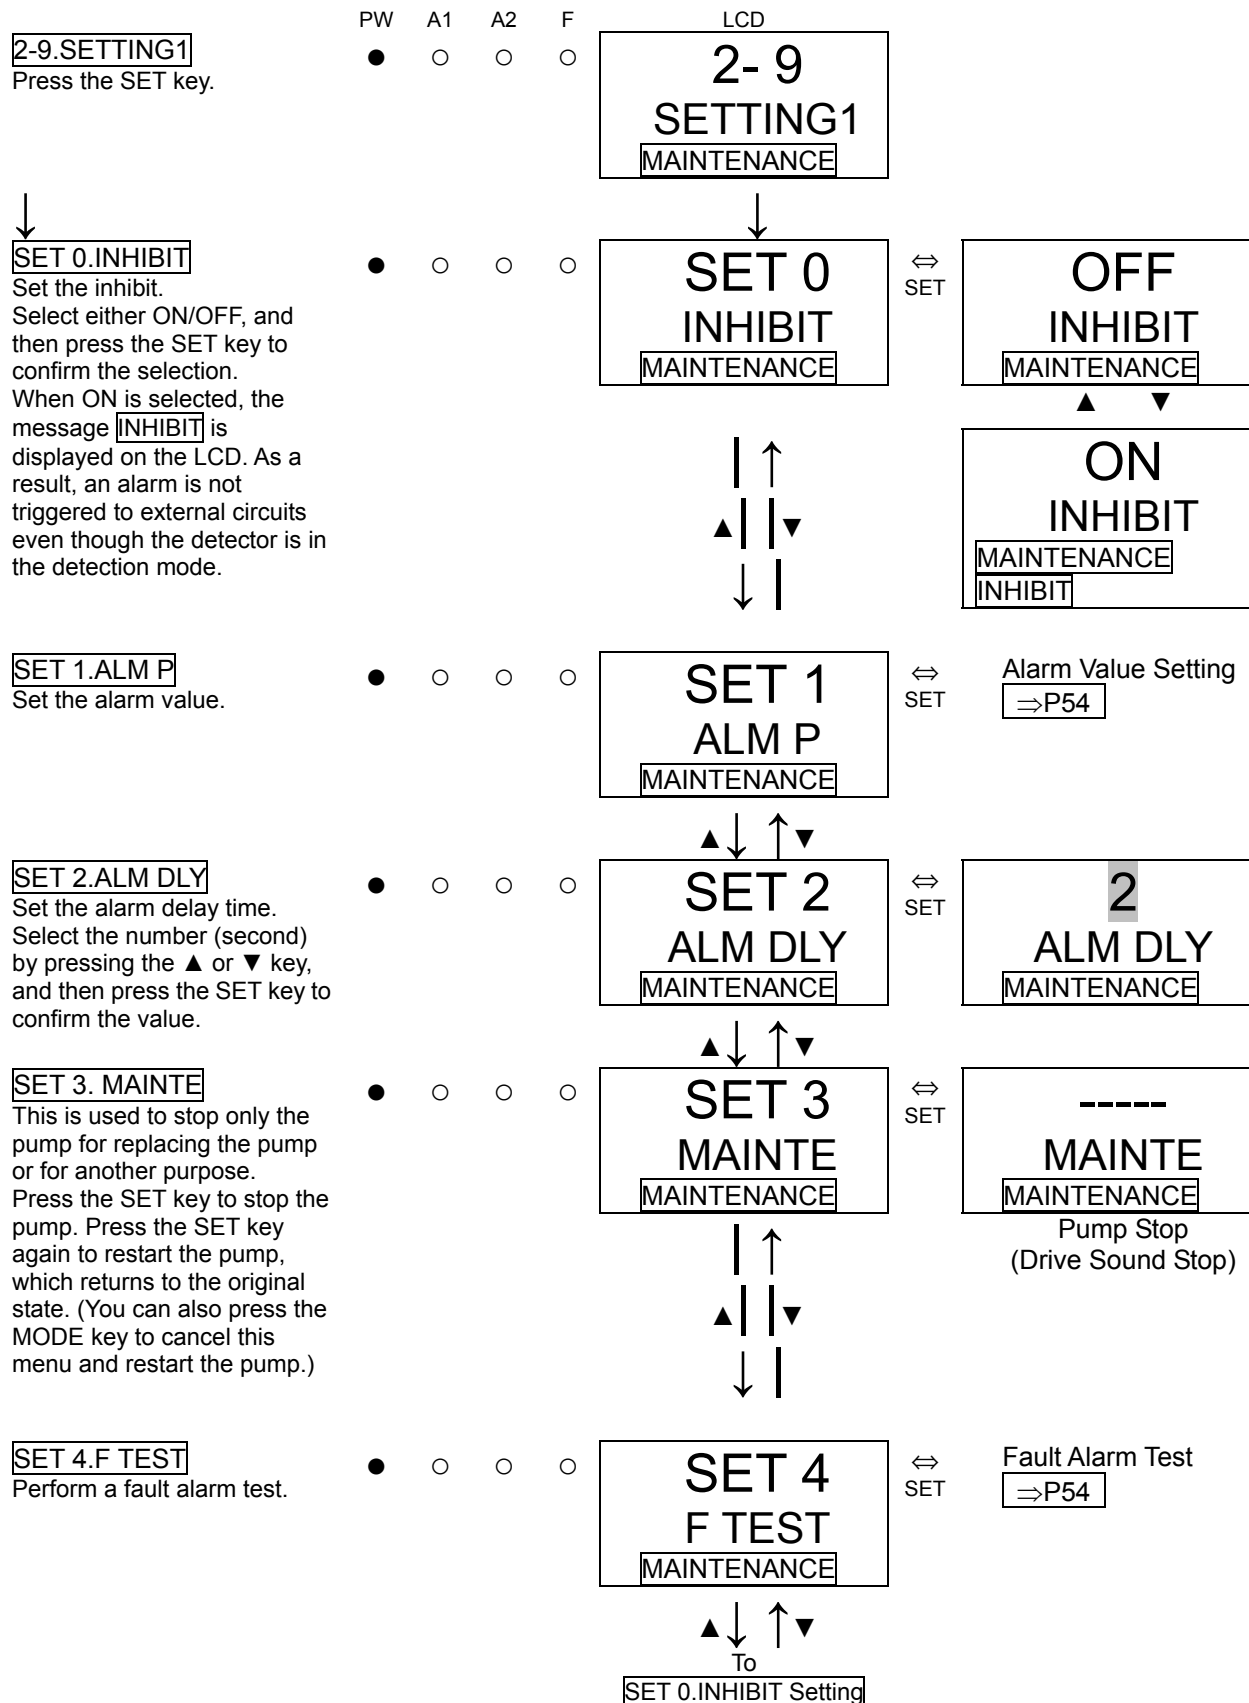 PW A1 A2 F LCD
2-9.SETTING1
Press the SET key.
● ○ ○ ○
2- 9
SETTING1
MAINTENANCE
↓ ↓
SET 0.INHIBIT
Set the inhibit.
Select either ON/OFF, and
then press the SET key to
confirm the selection.
When ON is selected, the
message INHIBIT is
displayed on the LCD. As a
result, an alarm is not
triggered to external circuits
even though the detector is in
the detection mode.
● ○ ○ ○
SET 0
INHIBIT
MAINTENANCE
⇔
SET
OFF
INHIBIT
MAINTENANCE
▲ ▼
ON
INHIBIT
MAINTENANCE
INHIBIT
| ↑
▲| |▼
↓ |
SET 1.ALM P
Set the alarm value.
● ○ ○ ○
SET 1
ALM P
MAINTENANCE
⇔
SET
Alarm Value Setting
⇒P54
▲↓ ↑▼
SET 2.ALM DLY
Set the alarm delay time.
Select the number (second)
by pressing the ▲ or ▼ key,
and then press the SET key to
confirm the value.
● ○ ○ ○
SET 2
ALM DLY
MAINTENANCE
⇔
SET
2
ALM DLY
MAINTENANCE
▲↓ ↑▼
SET 3. MAINTE
This is used to stop only the
pump for replacing the pump
or for another purpose.
Press the SET key to stop the
pump. Press the SET key
again to restart the pump,
which returns to the original
state. (You can also press the
MODE key to cancel this
menu and restart the pump.)
● ○ ○ ○
SET 3
MAINTE
MAINTENANCE
⇔
SET
-----
MAINTE
MAINTENANCE
Pump Stop
(Drive Sound Stop)
| ↑
▲| |▼
↓ |
SET 4.F TEST
Perform a fault alarm test.
● ○ ○ ○
SET 4
F TEST
MAINTENANCE
⇔
SET
Fault Alarm Test
⇒P54
▲↓ ↑▼
To
SET 0.INHIBIT Setting